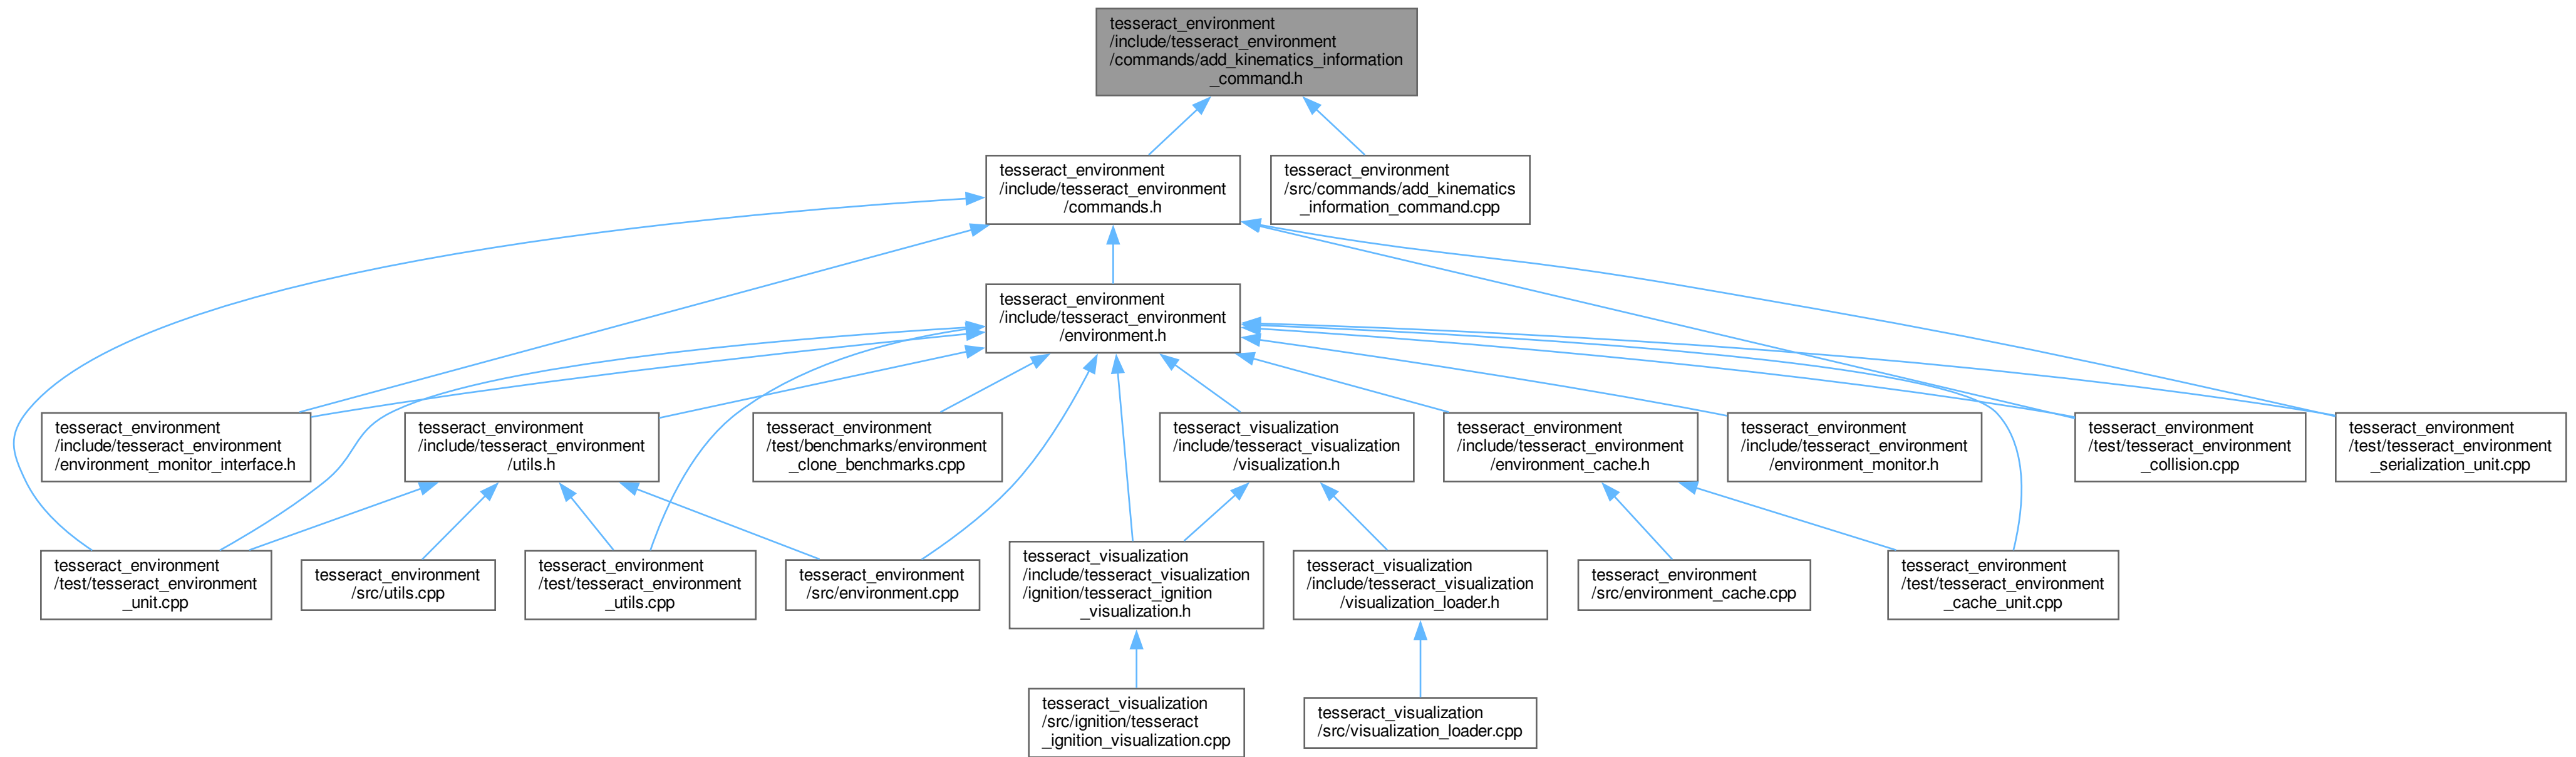 tesseract_environment
/include/tesseract_environment
/commands/add_kinematics_information
_command.h
tesseract_environment
/include/tesseract_environment
/commands.h
tesseract_environment
/src/commands/add_kinematics
_information_command.cpp
tesseract_environment
/include/tesseract_environment
/environment.h
tesseract_environment
/include/tesseract_environment
/environment_monitor_interface.h
tesseract_environment
/include/tesseract_environment
/utils.h
tesseract_environment
/test/benchmarks/environment
_clone_benchmarks.cpp
tesseract_visualization
/include/tesseract_visualization
/visualization.h
tesseract_environment
/include/tesseract_environment
/environment_cache.h
tesseract_environment
/include/tesseract_environment
/environment_monitor.h
tesseract_environment
/test/tesseract_environment
_collision.cpp
tesseract_environment
/test/tesseract_environment
_serialization_unit.cpp
tesseract_environment
/test/tesseract_environment
_unit.cpp
tesseract_environment
/src/utils.cpp
tesseract_environment
/test/tesseract_environment
_utils.cpp
tesseract_environment
/src/environment.cpp
tesseract_visualization
/include/tesseract_visualization
/ignition/tesseract_ignition
_visualization.h
tesseract_visualization
/include/tesseract_visualization
/visualization_loader.h
tesseract_environment
/src/environment_cache.cpp
tesseract_environment
/test/tesseract_environment
_cache_unit.cpp
tesseract_visualization
/src/ignition/tesseract
_ignition_visualization.cpp
tesseract_visualization
/src/visualization_loader.cpp